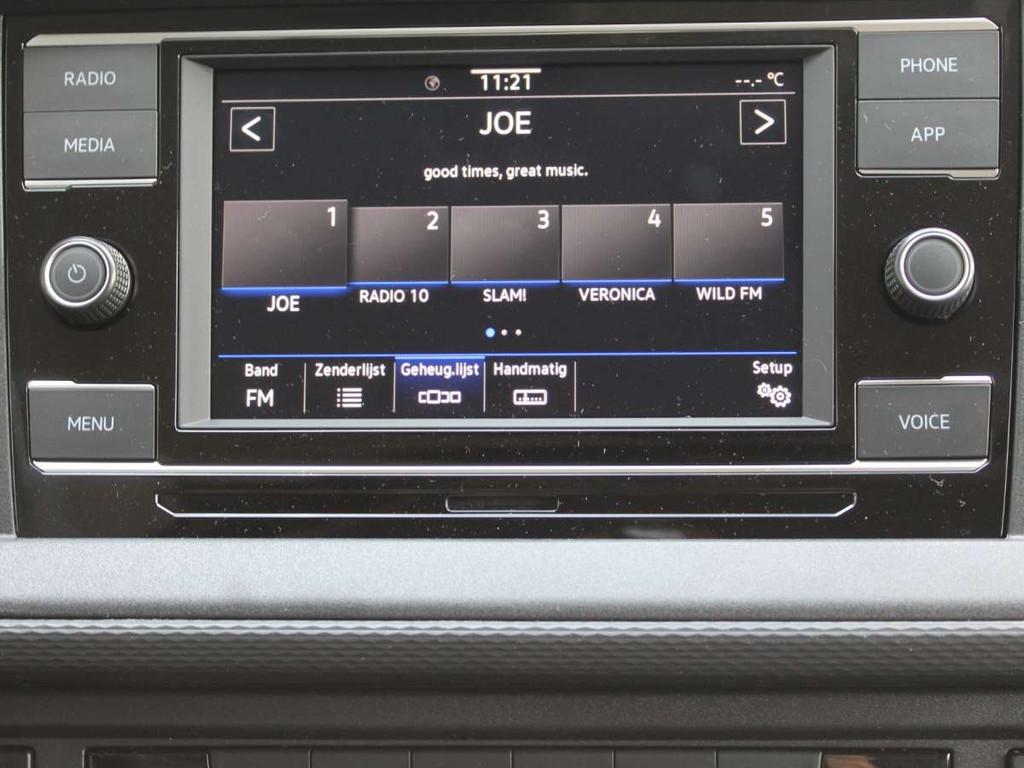 RADIO
MEDIA
MENU
11:21
--.- °C
<
JOE
>
good times, great music.
1 2 3 4 5
JOE RADIO 10 SLAM! VERONICA WILD FM
Band Zenderlijst Geheug.lijst Handmatig Setup
FM
PHONE
APP
VOICE